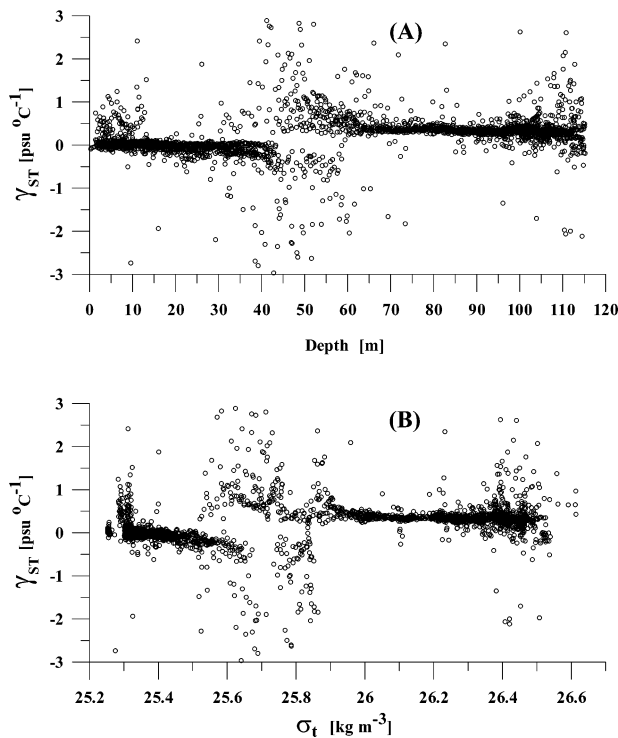 3
(A)
2
1
0
-1
-2
-3
γST [psu °C-1]
0 10 20 30 40 50 60 70 80 90 100 110 120
Depth [m]
3
(B)
2
1
0
-1
-2
-3
γST [psu °C-1]
25.2 25.4 25.6 25.8 26 26.2 26.4 26.6
σt [kg m-3]